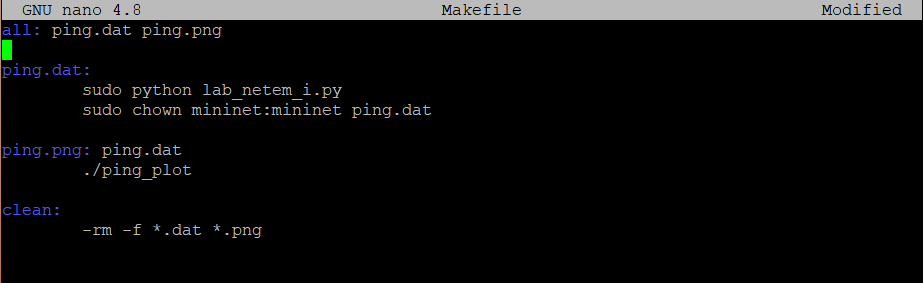 GNU nano 4.8 Makefile Modified
all: ping.dat ping.png
ping.dat:
sudo python lab_netem_i.py
sudo chown mininet:mininet ping.dat
ping.png: ping.dat
./ping_plot
clean:
-rm -f *.dat *.png